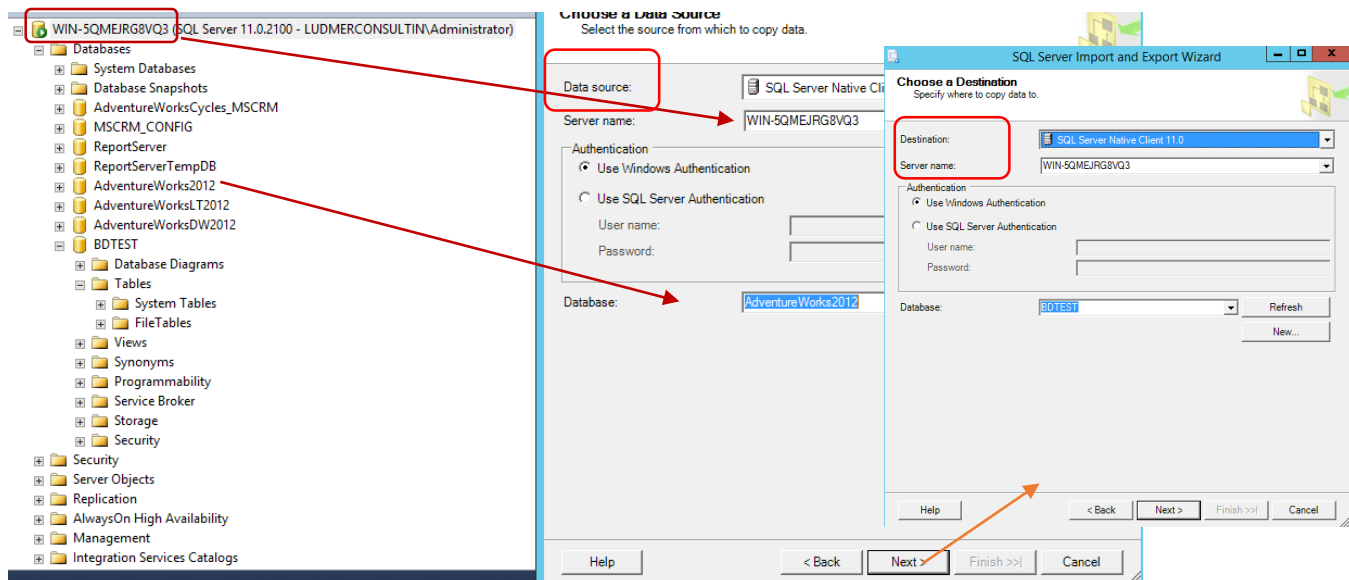 WIN-5QMEJRG8VQ3 (SQL Server 11.0.2100 - LUDMERCONSULTIN\Administrator)
Databases
System Databases
Database Snapshots
AdventureWorksCycles_MSCRM
MSCRM_CONFIG
ReportServer
ReportServerTempDB
AdventureWorks2012
AdventureWorksLT2012
AdventureWorksDW2012
BDTEST
Database Diagrams
Tables
System Tables
FileTables
Views
Synonyms
Programmability
Service Broker
Storage
Security
Security
Server Objects
Replication
AlwaysOn High Availability
Management
Integration Services Catalogs
Choose a Data Source
Select the source from which to copy data.
Data source:
SQL Server Native Cli
Server name:
WIN-5QMEJRG8VQ3
Authentication
Use Windows Authentication
Use SQL Server Authentication
User name:
Password:
Database:
AdventureWorks2012
Help
< Back
Next >
Finish >>|
Cancel
SQL Server Import and Export Wizard
Choose a Destination
Specify where to copy data to.
Destination:
SQL Server Native Client 11.0
Server name:
WIN-5QMEJRG8VQ3
Authentication
Use Windows Authentication
Use SQL Server Authentication
User name:
Password:
Database:
BDTEST
Refresh
New...
Help
< Back
Next >
Finish >>|
Cancel